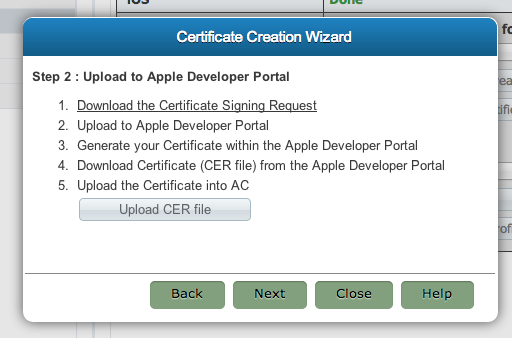 iOS
Done
Certificate Creation Wizard
Step 2 : Upload to Apple Developer Portal
1. Download the Certificate Signing Request
2. Upload to Apple Developer Portal
3. Generate your Certificate within the Apple Developer Portal
4. Download Certificate (CER file) from the Apple Developer Portal
5. Upload the Certificate into AC
Upload CER file
Back
Next
Close
Help